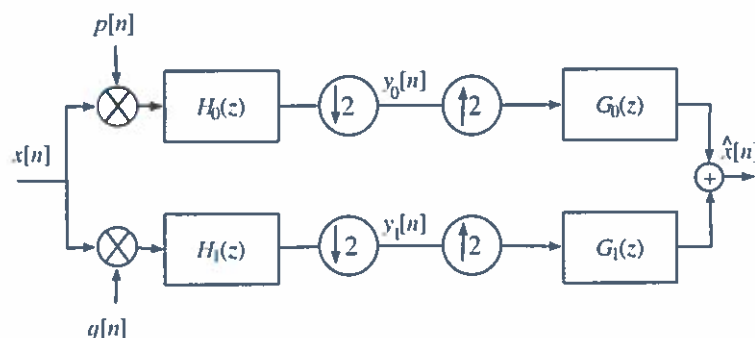 p[n]
H₀(z)
↓2
y₀[n]
↑2
G₀(z)
x[n]
x̂[n]
+
H₁(z)
↓2
y₁[n]
↑2
G₁(z)
q[n]